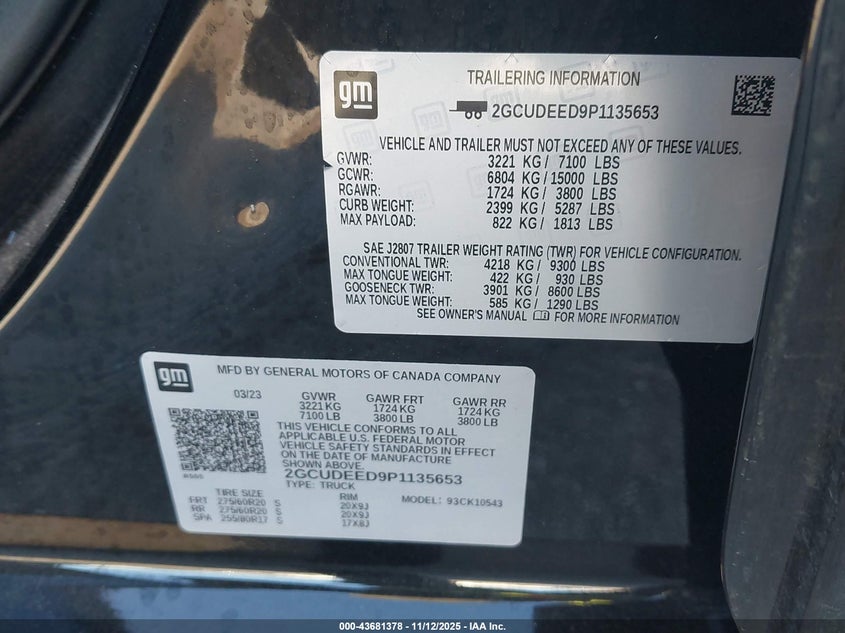 gm
TRAILERING INFORMATION
2GCUDEED9P1135653
VEHICLE AND TRAILER MUST NOT EXCEED ANY OF THESE VALUES.
GVWR: 3221 KG / 7100 LBS
GCWR: 6804 KG / 15000 LBS
RGAWR: 1724 KG / 3800 LBS
CURB WEIGHT: 2399 KG / 5287 LBS
MAX PAYLOAD: 822 KG / 1813 LBS
SAE J2807 TRAILER WEIGHT RATING (TWR) FOR VEHICLE CONFIGURATION.
CONVENTIONAL TWR: 4218 KG / 9300 LBS
MAX TONGUE WEIGHT: 422 KG / 930 LBS
GOOSENECK TWR: 3901 KG / 8600 LBS
MAX TONGUE WEIGHT: 585 KG / 1290 LBS
SEE OWNER'S MANUAL FOR MORE INFORMATION
gm
MFD BY GENERAL MOTORS OF CANADA COMPANY
03/23 GVWR GAWR FRT GAWR RR
3221 KG 1724 KG 1724 KG
7100 LB 3800 LB 3800 LB
THIS VEHICLE CONFORMS TO ALL
APPLICABLE U.S. FEDERAL MOTOR
VEHICLE SAFETY STANDARDS IN EFFECT
ON THE DATE OF MANUFACTURE
SHOWN ABOVE.
2GCUDEED9P1135653
TYPE: TRUCK
TIRE SIZE RIM MODEL: 93CK10543
FRT 275/60R20 S 20X9J
RR 275/60R20 S 20X9J
SPA 255/80R17 S 17X8J
000-43681378 - 11/12/2025 - IAA Inc.